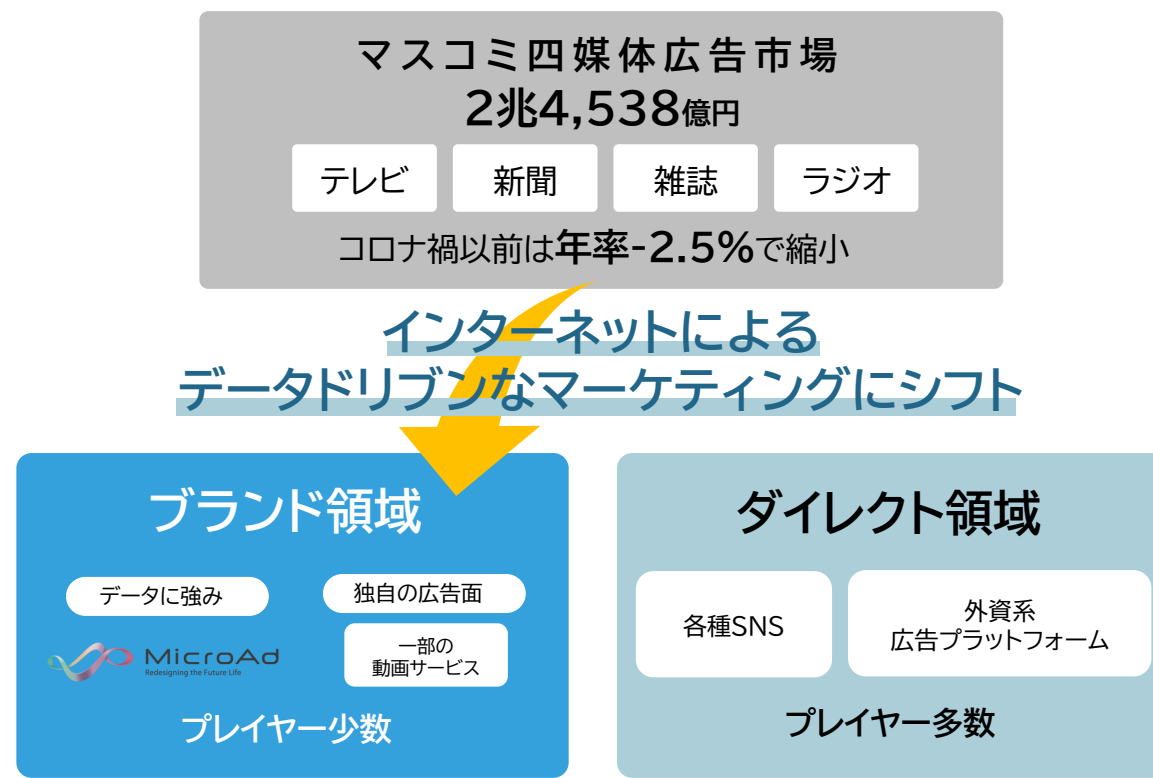 マスコミ四媒体広告市場
2兆4,538億円
テレビ
新聞
雑誌
ラジオ
コロナ禍以前は年率-2.5%で縮小
インターネットによる
データドリブンなマーケティングにシフト
ブランド領域
データに強み
MicroAd
Redesigning the Future Life
独自の広告面
一部の
動画サービス
プレイヤー少数
ダイレクト領域
各種SNS
外資系
広告プラットフォーム
プレイヤー多数